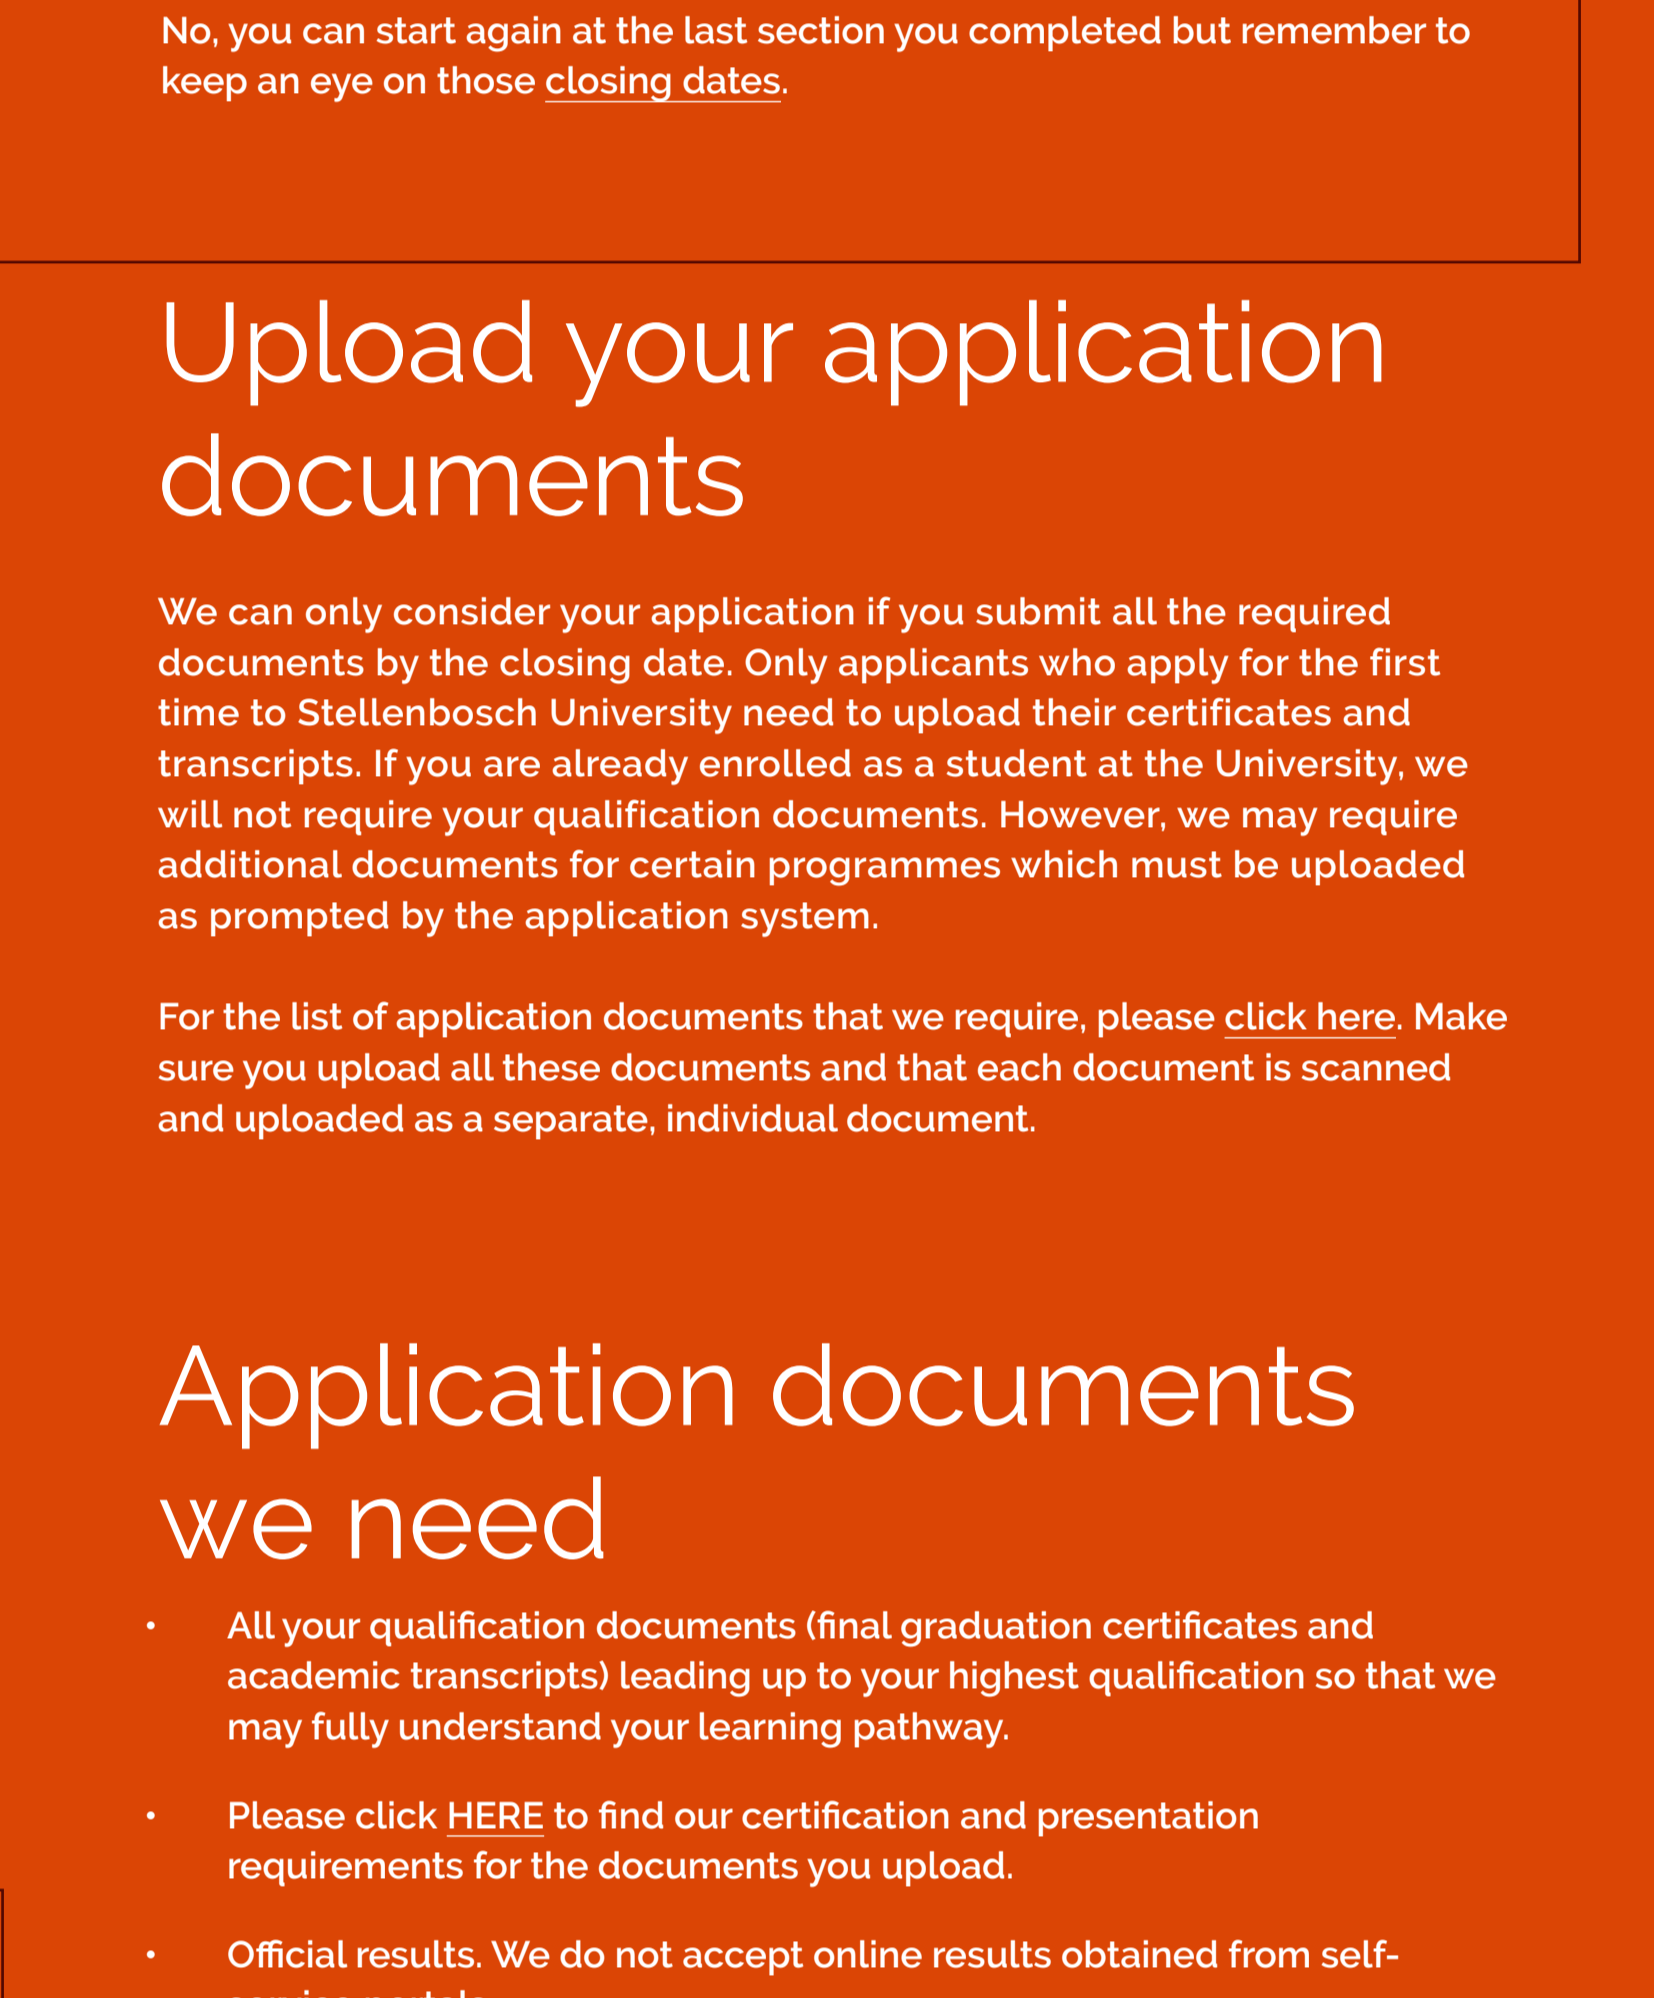 No, you can start again at the last section you completed but remember to
keep an eye on those closing dates.
Upload your application
documents
We can only consider your application if you submit all the required
documents by the closing date. Only applicants who apply for the first
time to Stellenbosch University need to upload their certificates and
transcripts. If you are already enrolled as a student at the University, we
will not require your qualification documents. However, we may require
additional documents for certain programmes which must be uploaded
as prompted by the application system.
For the list of application documents that we require, please click here. Make
sure you upload all these documents and that each document is scanned
and uploaded as a separate, individual document.
Application documents
we need
• All your qualification documents (final graduation certificates and
academic transcripts) leading up to your highest qualification so that we
may fully understand your learning pathway.
• Please click HERE to find our certification and presentation
requirements for the documents you upload.
• Official results. We do not accept online results obtained from self-